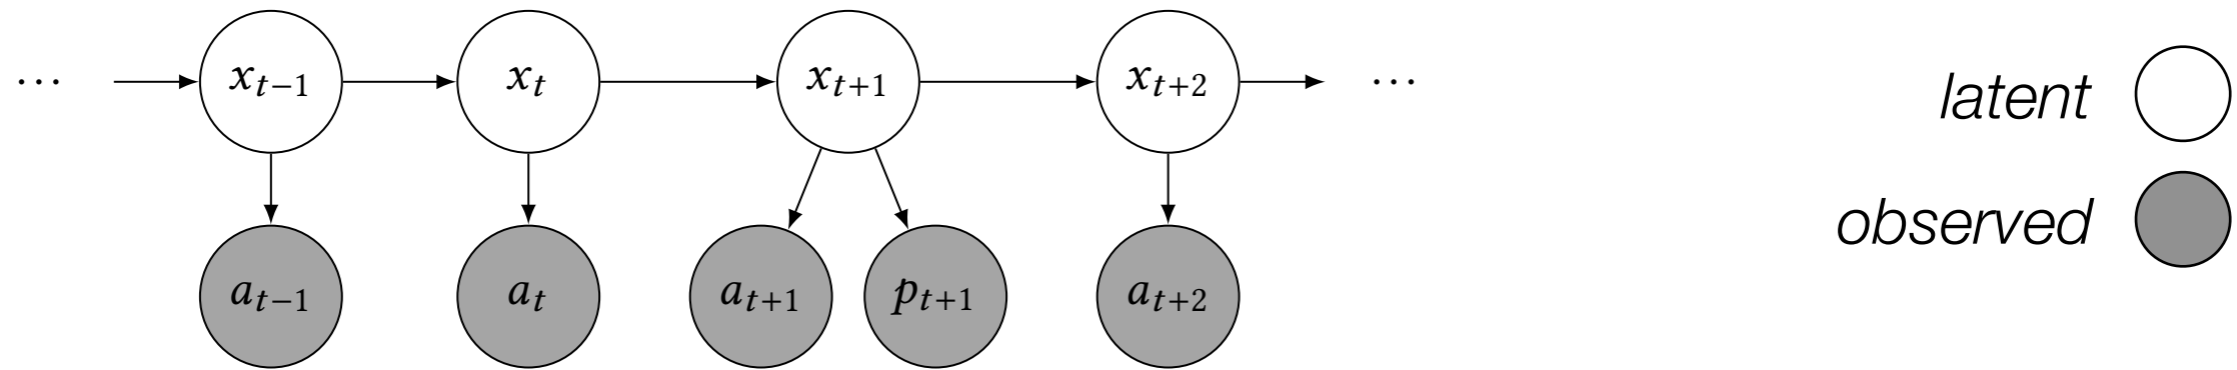 ⋯ x_{t−1} x_t x_{t+1} x_{t+2} ⋯
latent
observed
a_{t−1} a_t a_{t+1} p_{t+1} a_{t+2}